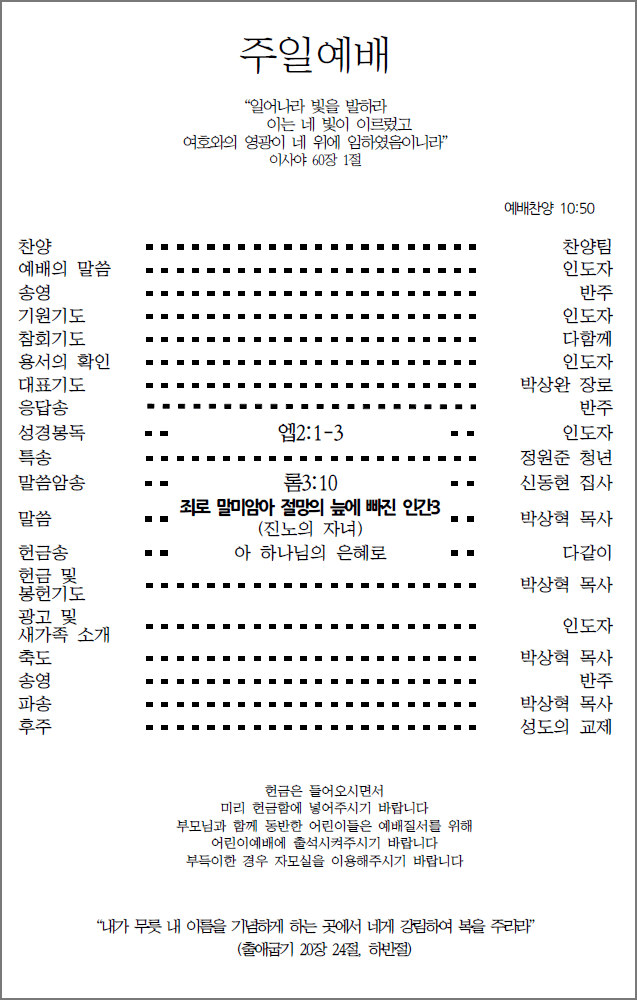 주일예배
“일어나라 빛을 발하라
이는 네 빛이 이르렀고
여호와의 영광이 네 위에 임하였음이니라”
이사야 60장 1절
예배찬양 10:50
찬양 찬양팀
예배의 말씀 인도자
송영 반주
기원기도 인도자
참회기도 다함께
용서의 확인 인도자
대표기도 박상완 장로
응답송 반주
성경봉독 엡2:1-3 인도자
특송 정원준 청년
말씀암송 롬3:10 신동현 집사
말씀 죄로 말미암아 절망의 늪에 빠진 인간3 박상혁 목사
(진노의 자녀)
헌금송 아 하나님의 은혜로 다같이
헌금 및
봉헌기도 박상혁 목사
광고 및
새가족 소개 인도자
축도 박상혁 목사
송영 반주
파송 박상혁 목사
후주 성도의 교제
헌금은 들어오시면서
미리 헌금함에 넣어주시기 바랍니다
부모님과 함께 동반한 어린이들은 예배질서를 위해
어린이예배에 출석시켜주시기 바랍니다
부득이한 경우 자모실을 이용해주시기 바랍니다
“내가 무릇 내 이름을 기념하게 하는 곳에서 네게 강림하여 복을 주리라”
(출애굽기 20장 24절, 하반절)